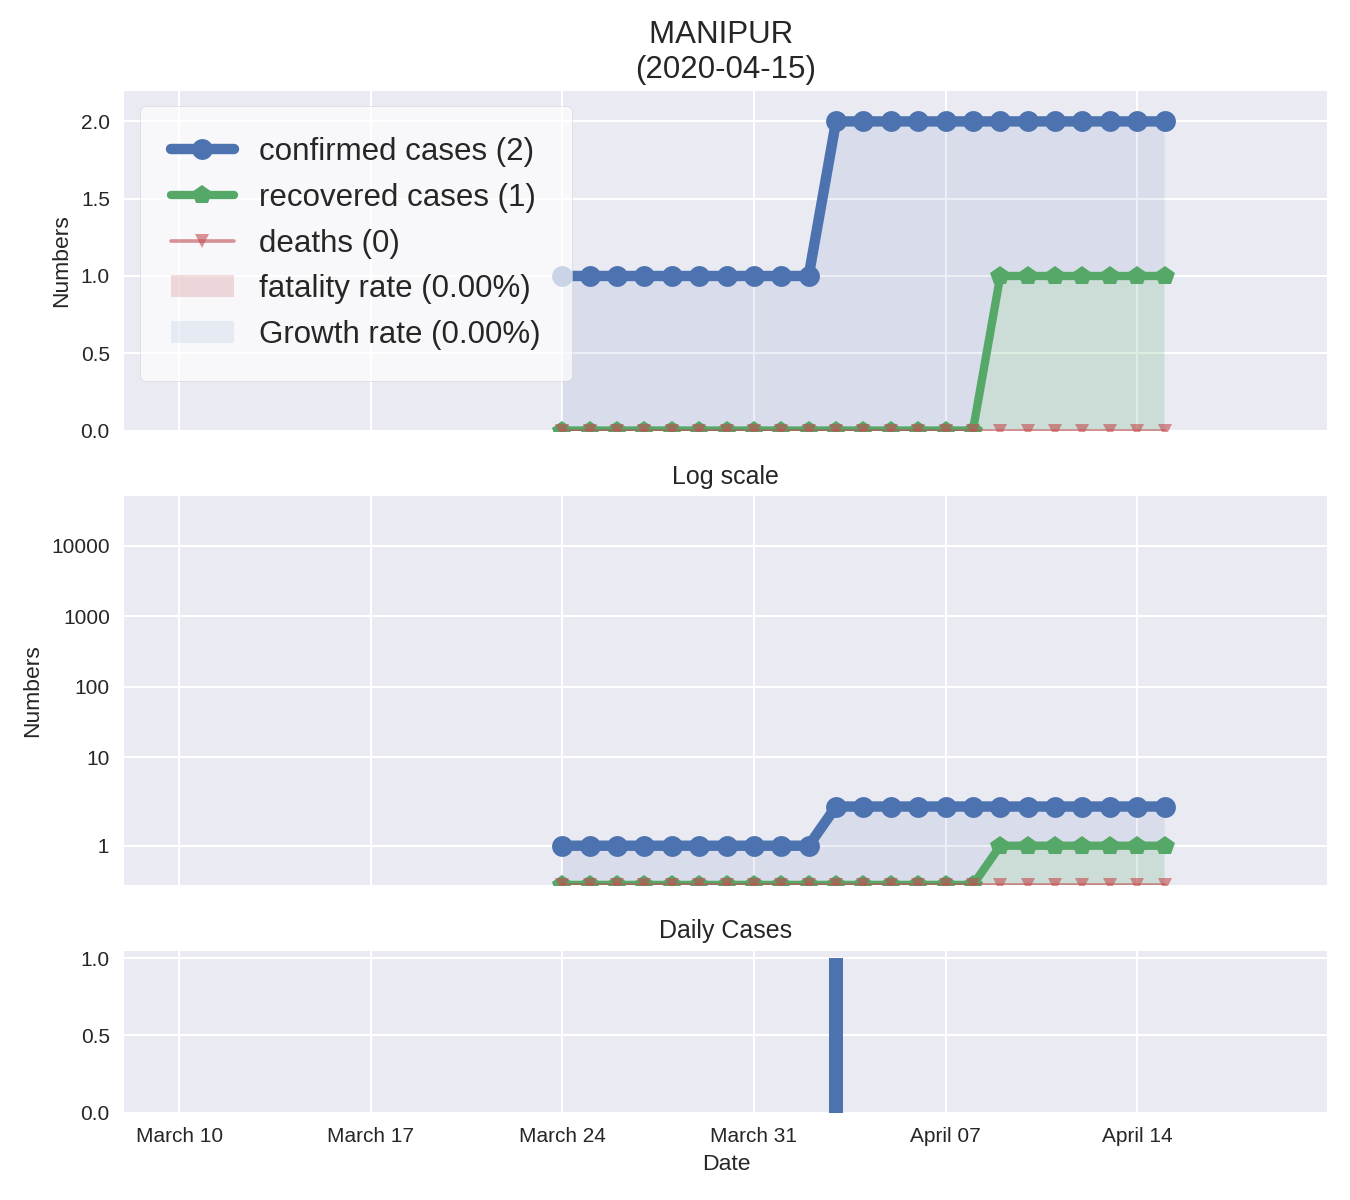 MANIPUR
(2020-04-15)
2.0
1.5
1.0
0.5
0.0
Numbers
confirmed cases (2)
recovered cases (1)
deaths (0)
fatality rate (0.00%)
Growth rate (0.00%)
Log scale
10000
1000
100
10
1
Numbers
Daily Cases
1.0
0.5
0.0
March 10
March 17
March 24
March 31
April 07
April 14
Date